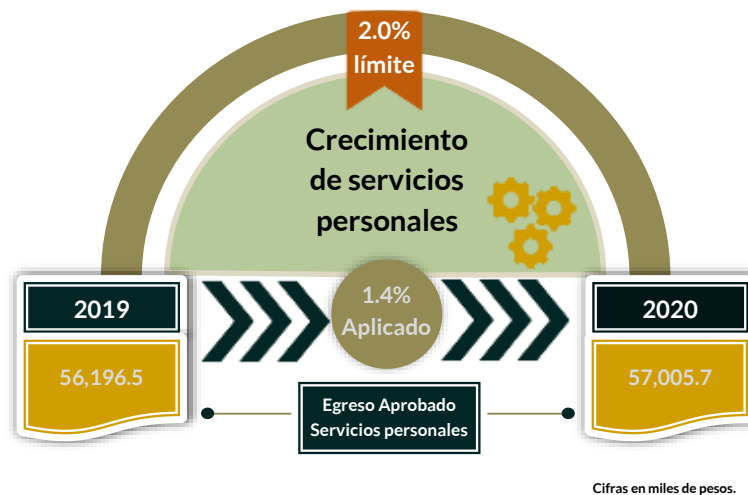 2.0%
límite
Crecimiento
de servicios
personales
2019
1.4%
Aplicado
2020
56,196.5
57,005.7
Egreso Aprobado
Servicios personales
Cifras en miles de pesos.